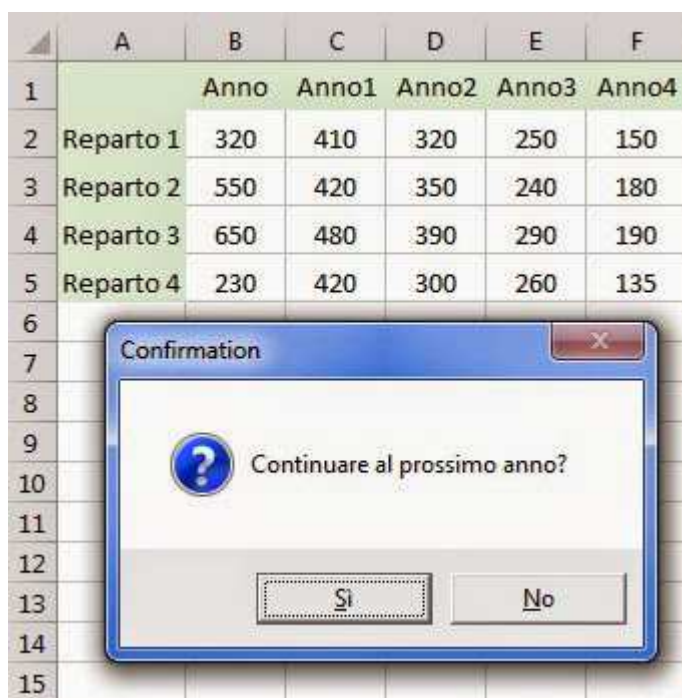 A B C D E F
1 Anno Anno1 Anno2 Anno3 Anno4
2 Reparto 1 320 410 320 250 150
3 Reparto 2 550 420 350 240 180
4 Reparto 3 650 480 390 290 190
5 Reparto 4 230 420 300 260 135
6
7
8
9
10
11
12
13
14
15
Confirmation
Continuare al prossimo anno?
Sì No